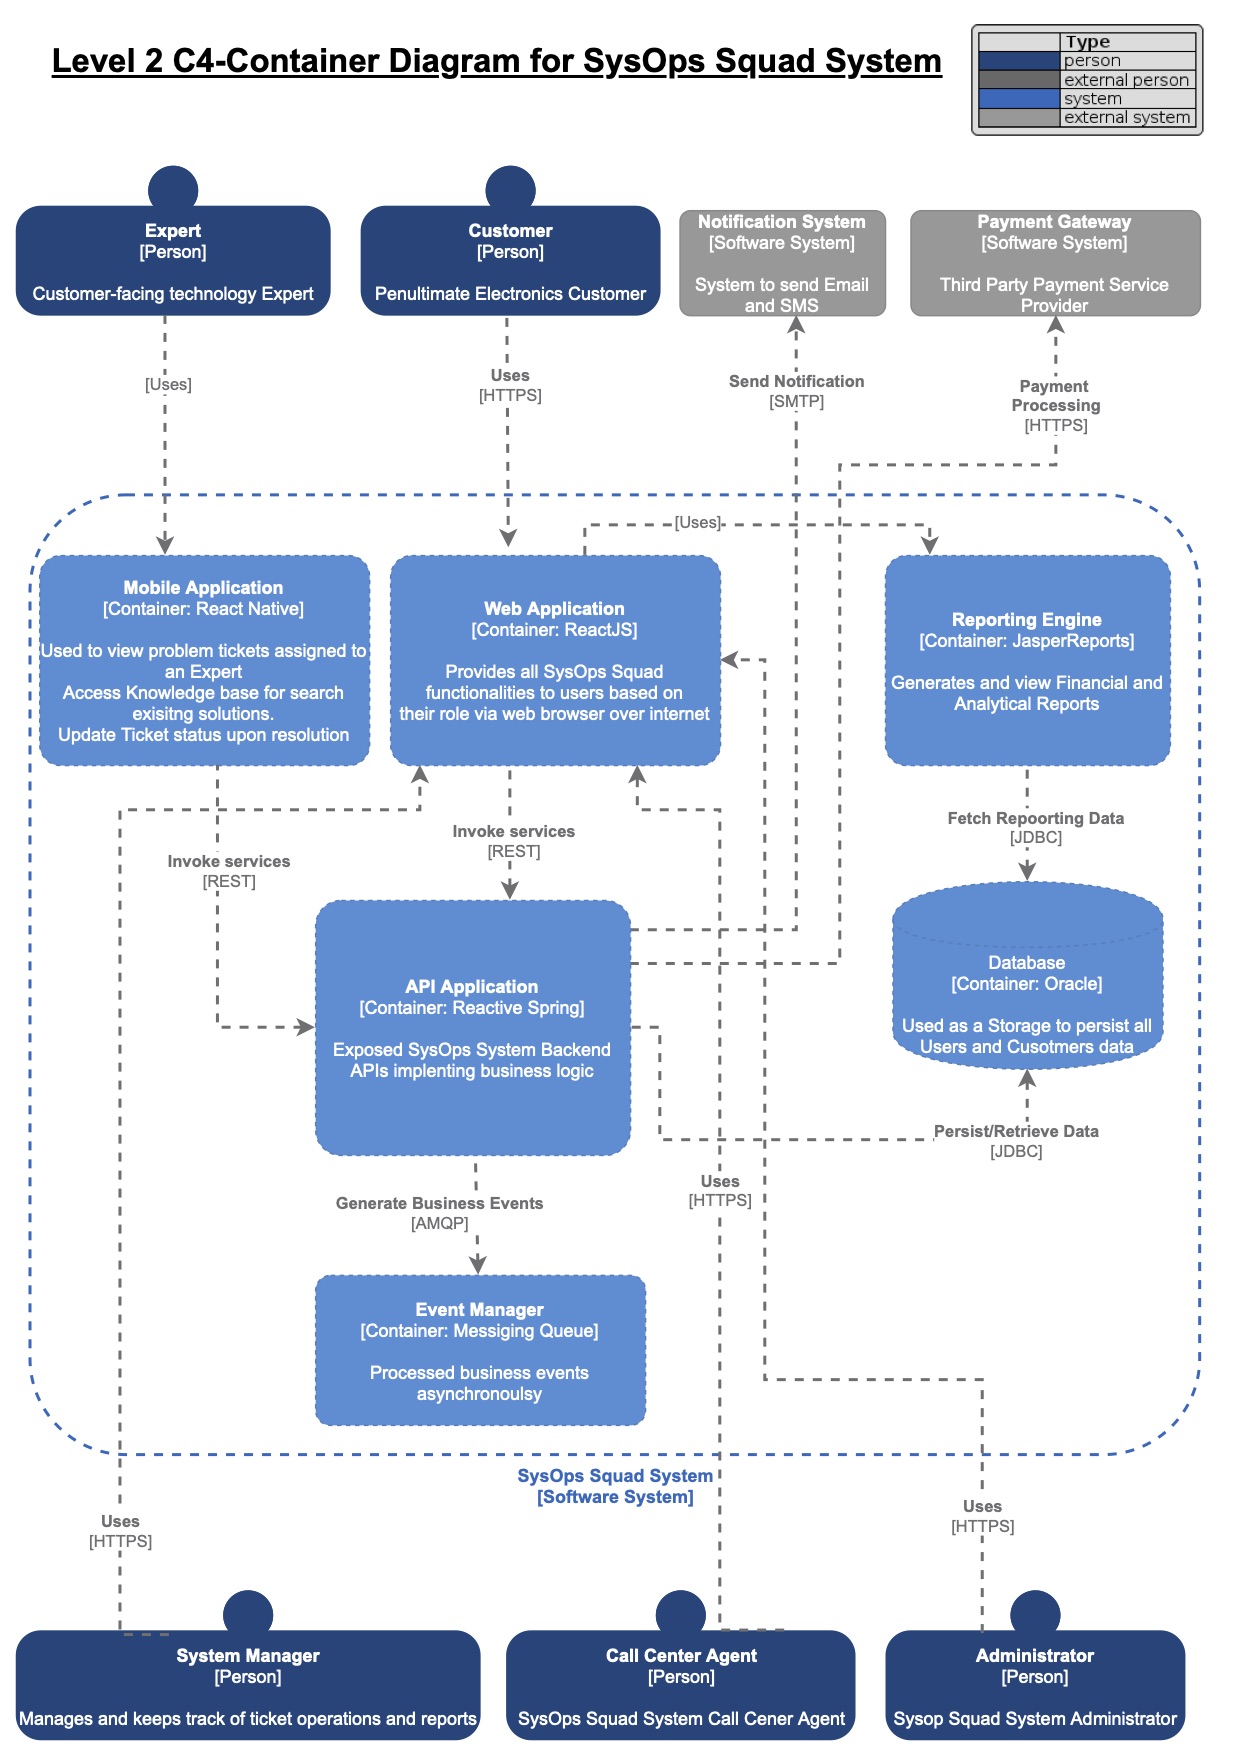 Level 2 C4-Container Diagram for SysOps Squad System
Type
person
external person
system
external system
Expert
[Person]
Customer-facing technology Expert
Customer
[Person]
Penultimate Electronics Customer
Notification System
[Software System]
System to send Email
and SMS
Payment Gateway
[Software System]
Third Party Payment Service
Provider
[Uses]
Uses
[HTTPS]
Send Notification
[SMTP]
Payment
Processing
[HTTPS]
[Uses]
Mobile Application
[Container: React Native]
Used to view problem tickets assigned to
an Expert
Access Knowledge base for search
exisitng solutions.
Update Ticket status upon resolution
Web Application
[Container: ReactJS]
Provides all SysOps Squad
functionalities to users based on
their role via web browser over internet
Reporting Engine
[Container: JasperReports]
Generates and view Financial and
Analytical Reports
Invoke services
[REST]
Invoke services
[REST]
Fetch Repoorting Data
[JDBC]
API Application
[Container: Reactive Spring]
Exposed SysOps System Backend
APIs implenting business logic
Database
[Container: Oracle]
Used as a Storage to persist all
Users and Cusotmers data
Persist/Retrieve Data
[JDBC]
Generate Business Events
[AMQP]
Uses
[HTTPS]
Event Manager
[Container: Messiging Queue]
Processed business events
asynchronoulsy
SysOps Squad System
[Software System]
Uses
[HTTPS]
Uses
[HTTPS]
System Manager
[Person]
Manages and keeps track of ticket operations and reports
Call Center Agent
[Person]
SysOps Squad System Call Cener Agent
Administrator
[Person]
Sysop Squad System Administrator